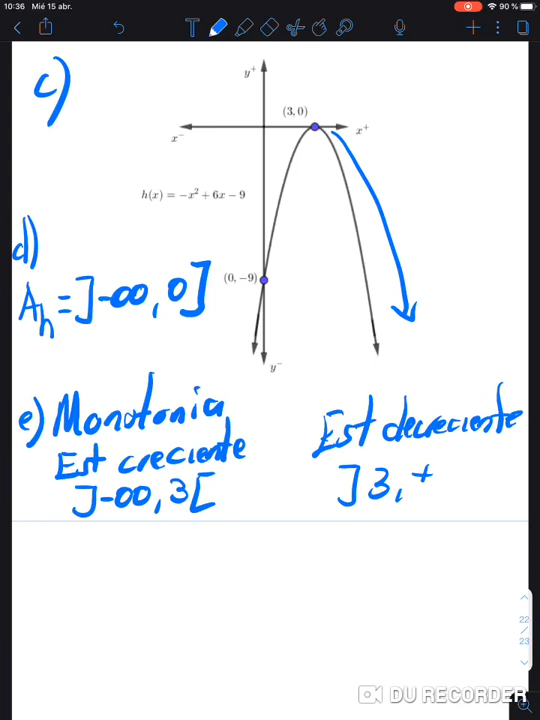 10:36 Mié 15 abr.
90 %
c)
y⁺
(3, 0)
x⁻
x⁺
h(x) = −x² + 6x − 9
d)
(0, −9)
A_h = ]-∞, 0]
y⁻
e) Monotonia
Est creciente
]-∞, 3[
Est decreciente
]3, +
22
/
23
DU RECORDER